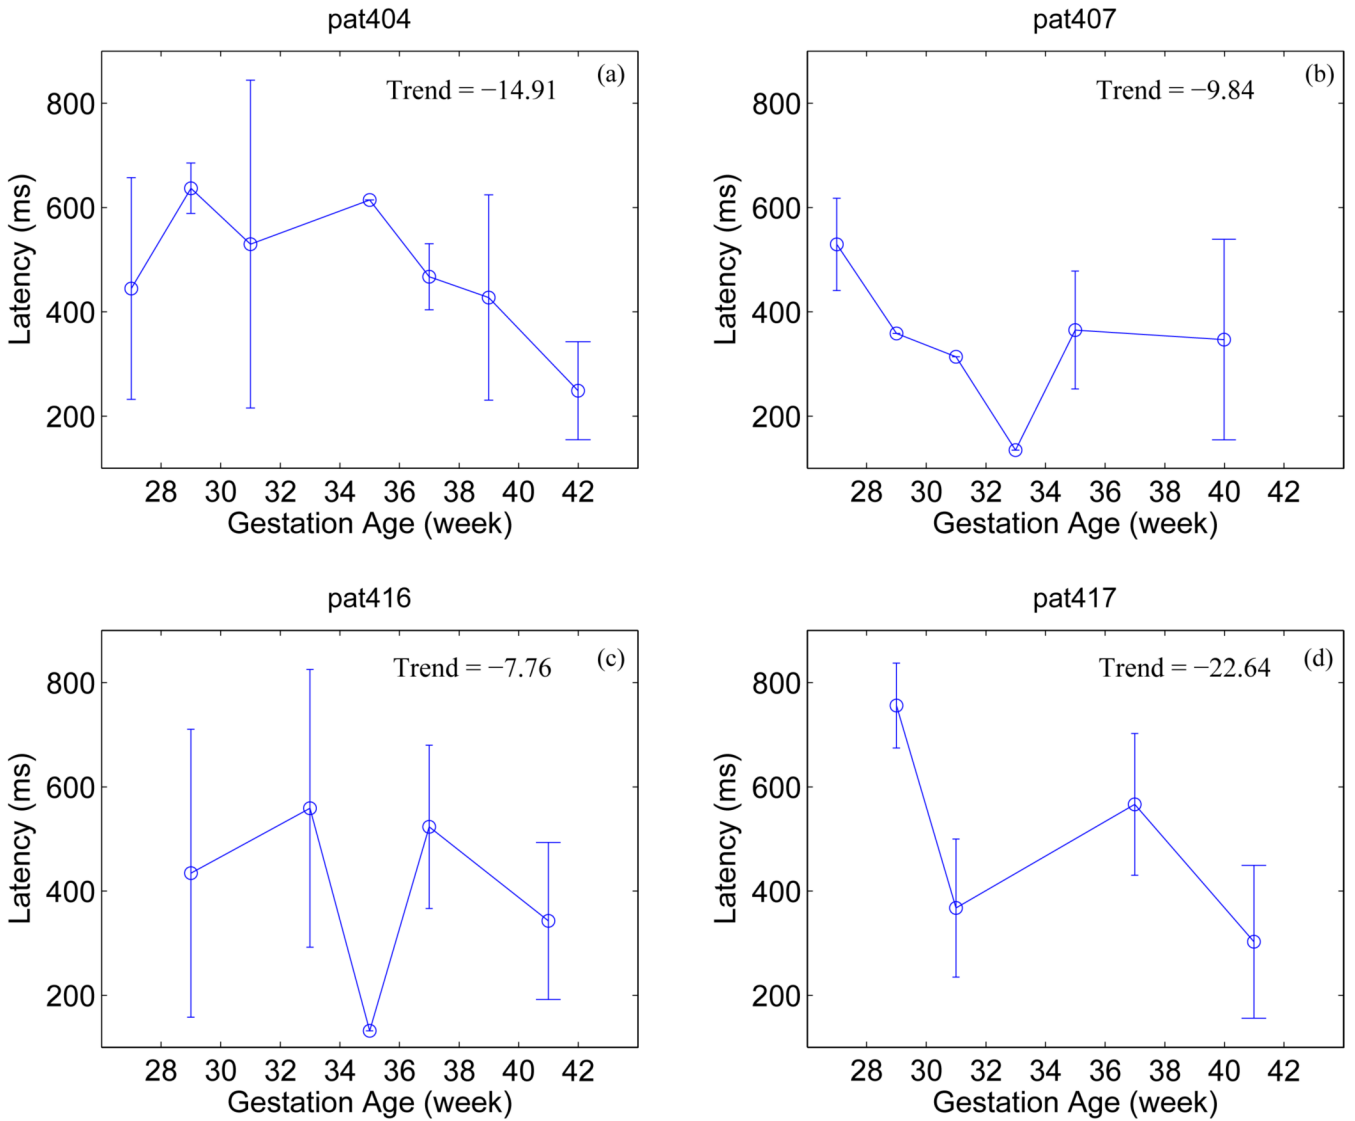 pat404
(a)
Trend = −14.91
800
600
400
200
Latency (ms)
28 30 32 34 36 38 40 42
Gestation Age (week)
pat407
(b)
Trend = −9.84
800
600
400
200
Latency (ms)
28 30 32 34 36 38 40 42
Gestation Age (week)
pat416
(c)
Trend = −7.76
800
600
400
200
Latency (ms)
28 30 32 34 36 38 40 42
Gestation Age (week)
pat417
(d)
Trend = −22.64
800
600
400
200
Latency (ms)
28 30 32 34 36 38 40 42
Gestation Age (week)